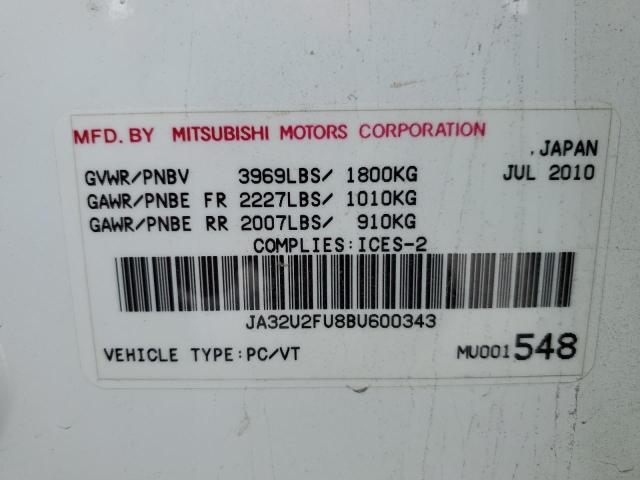 MFD. BY MITSUBISHI MOTORS CORPORATION
. JAPAN
GVWR/PNBV 3969LBS/ 1800KG JUL 2010
GAWR/PNBE FR 2227LBS/ 1010KG
GAWR/PNBE RR 2007LBS/ 910KG
COMPLIES:ICES-2
JA32U2FU8BU600343
VEHICLE TYPE:PC/VT MU001548